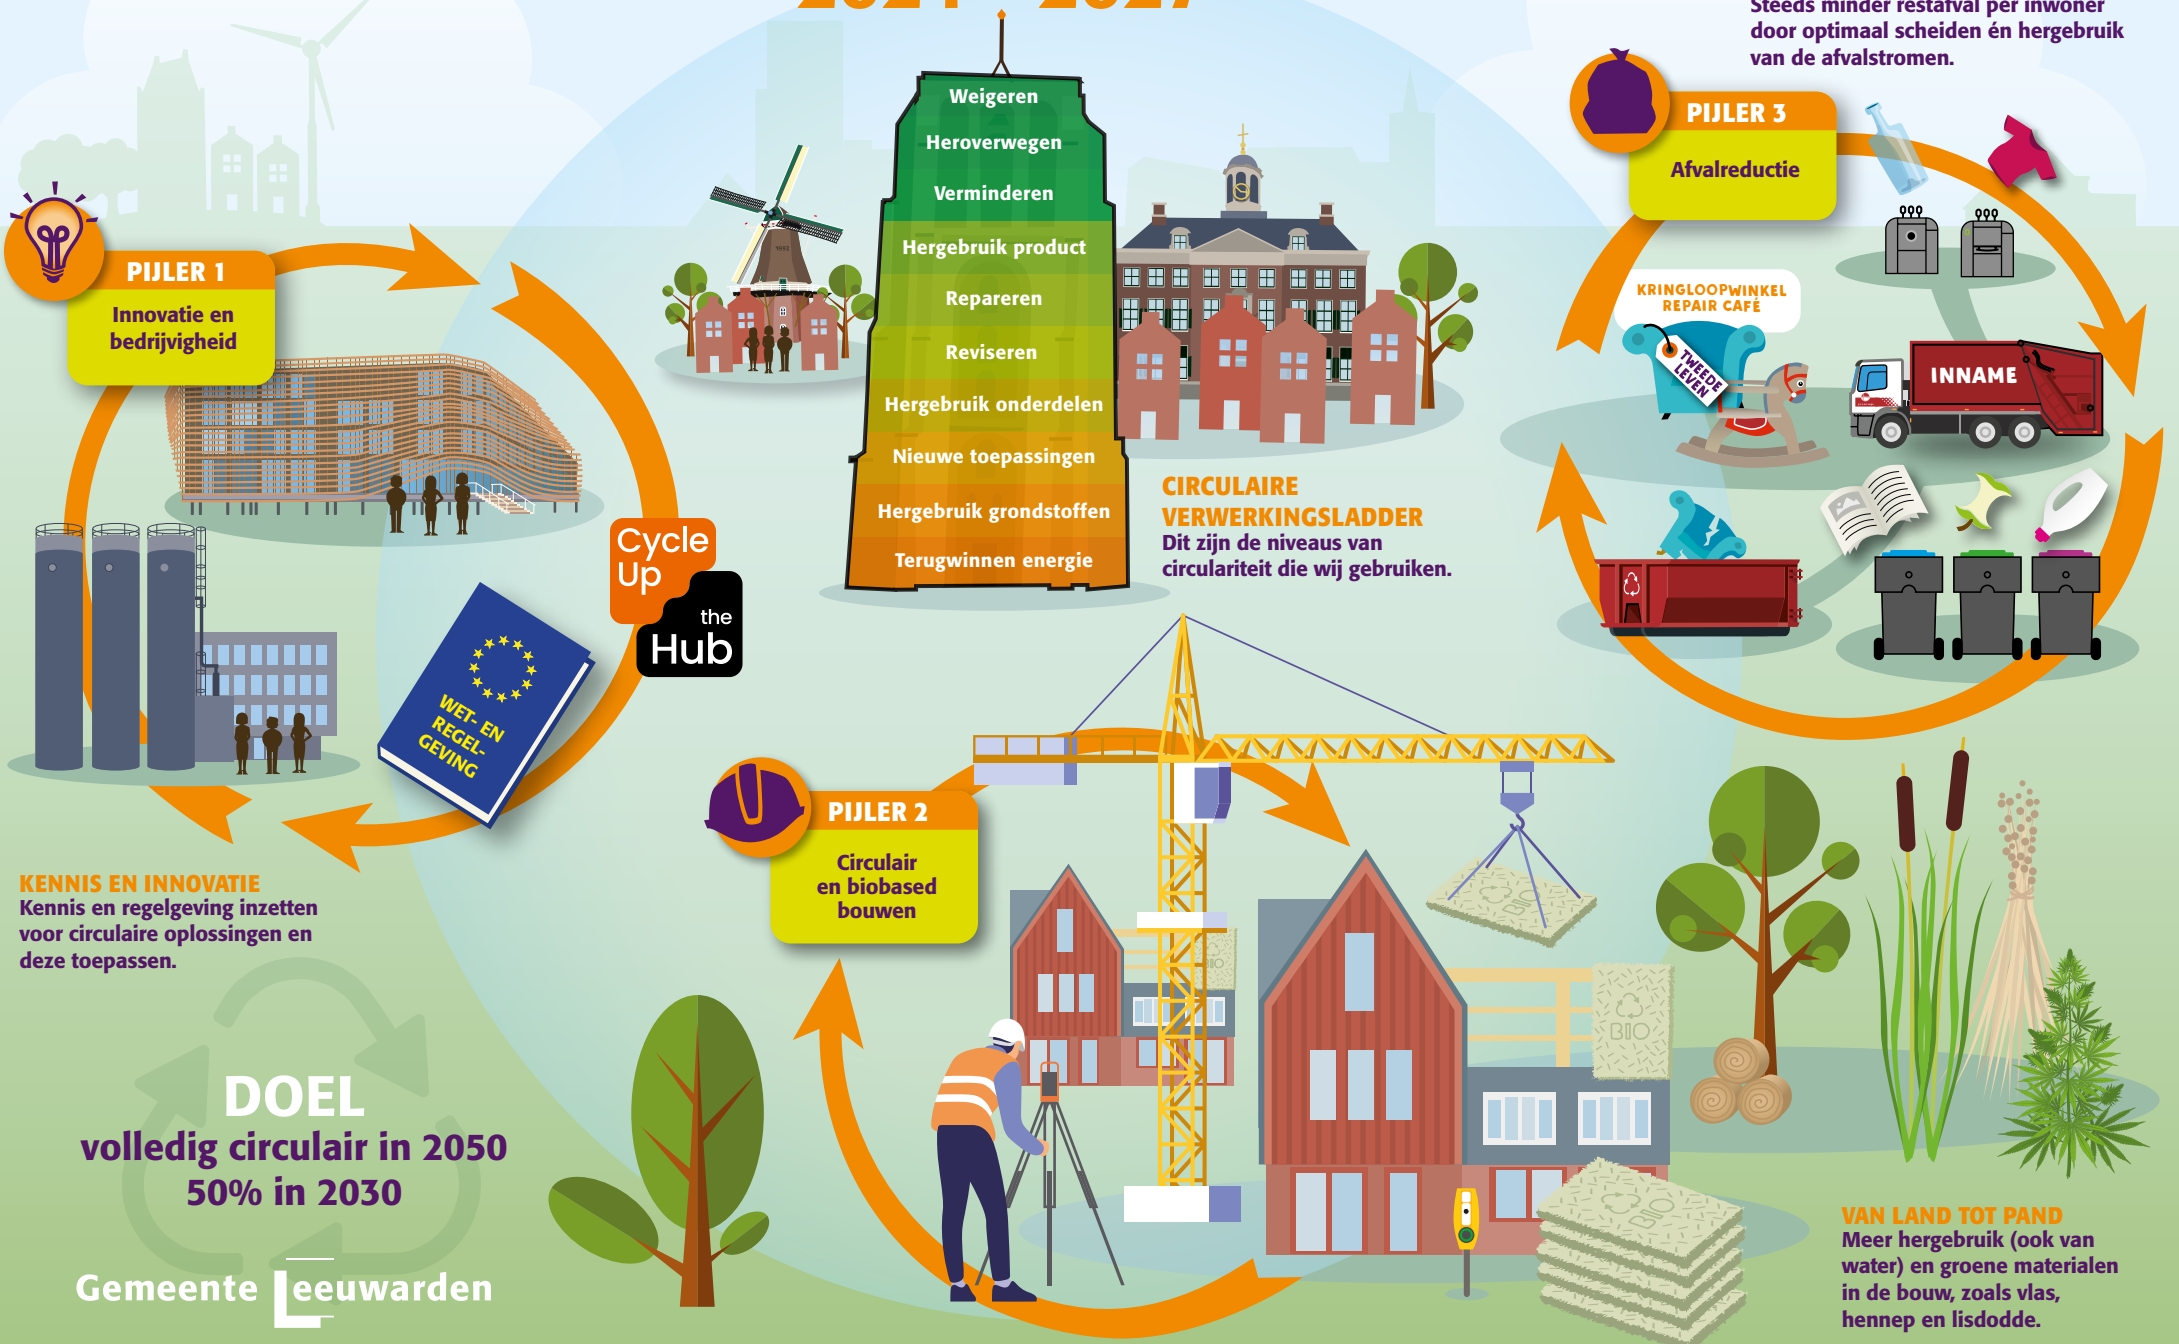 2024 - 2027
Steeds minder restafval per inwoner
door optimaal scheiden én hergebruik
van de afvalstromen.
PIJLER 3
Afvalreductie
KRINGLOOPWINKEL
REPAIR CAFÉ
TWEEDE
LEVEN
INNAME
Weigeren
Heroverwegen
Verminderen
Hergebruik product
Repareren
Reviseren
Hergebruik onderdelen
Nieuwe toepassingen
Hergebruik grondstoffen
Terugwinnen energie
CIRCULAIRE
VERWERKINGSLADDER
Dit zijn de niveaus van
circulariteit die wij gebruiken.
PIJLER 1
Innovatie en
bedrijvigheid
Cycle
Up
the
Hub
WET- EN
REGEL-
GEVING
KENNIS EN INNOVATIE
Kennis en regelgeving inzetten
voor circulaire oplossingen en
deze toepassen.
PIJLER 2
Circulair
en biobased
bouwen
BIO
BIO
BIO
BIO
DOEL
volledig circulair in 2050
50% in 2030
Gemeente Leeuwarden
VAN LAND TOT PAND
Meer hergebruik (ook van
water) en groene materialen
in de bouw, zoals vlas,
hennep en lisdodde.